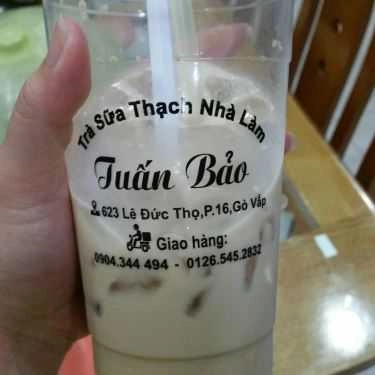 Trà Sữa Thạch Nhà Làm
Tuấn Bảo
623 Lê Đức Thọ,P.16,Gò Vấp
Giao hàng:
0904.344 494 - 0126.545.2832